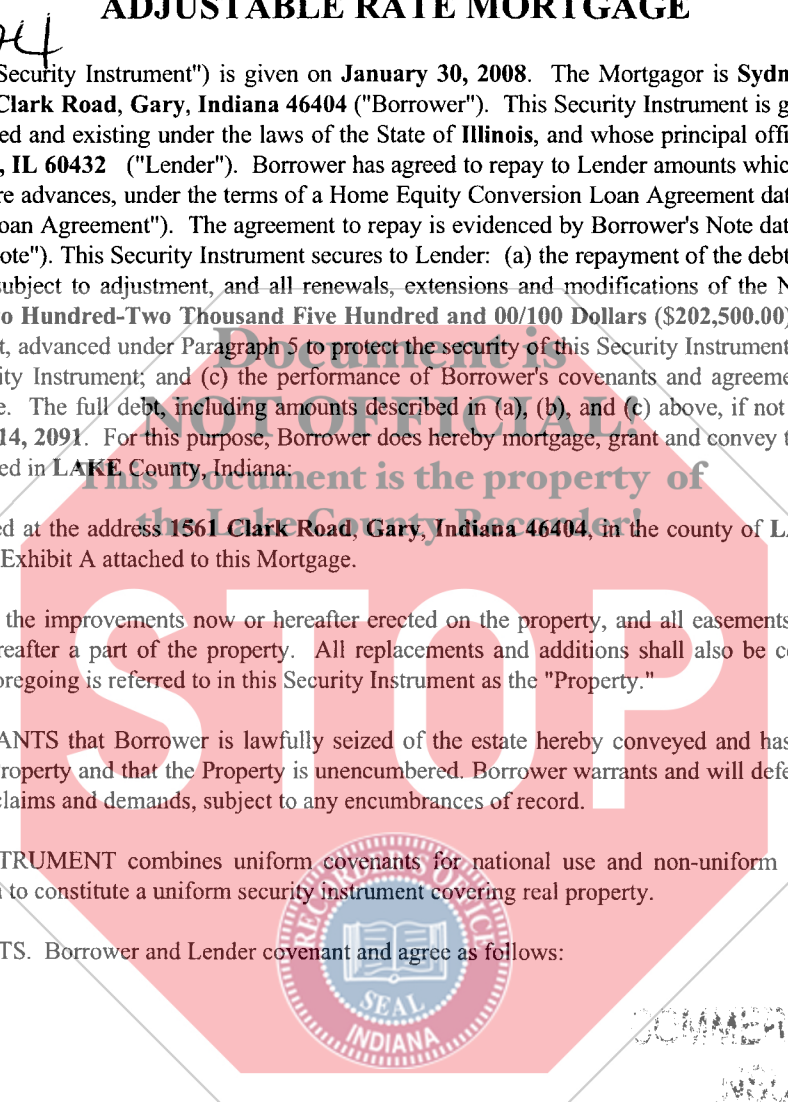 ADJUSTABLE RATE MORTGAGE
Security Instrument") is given on January 30, 2008. The Mortgagor is Sydn
Clark Road, Gary, Indiana 46404 ("Borrower"). This Security Instrument is g
ed and existing under the laws of the State of Illinois, and whose principal offi
, IL 60432 ("Lender"). Borrower has agreed to repay to Lender amounts whic
re advances, under the terms of a Home Equity Conversion Loan Agreement dat
oan Agreement"). The agreement to repay is evidenced by Borrower's Note dat
ote"). This Security Instrument secures to Lender: (a) the repayment of the debt
subject to adjustment, and all renewals, extensions and modifications of the N
o Hundred-Two Thousand Five Hundred and 00/100 Dollars ($202,500.00)
Document is
t, advanced under Paragraph 5 to protect the security of this Security Instrument
ity Instrument; and (c) the performance of Borrower's covenants and agreeme
e. The full debt, including amounts described in (a), (b), and (c) above, if not
NOT OFFICIAL!
14, 2091. For this purpose, Borrower does hereby mortgage, grant and convey t
ed in LAKE County, Indiana:
This Document is the property of
the Lake County Recorder!
ed at the address 1561 Clark Road, Gary, Indiana 46404, in the county of LA
Exhibit A attached to this Mortgage.
the improvements now or hereafter erected on the property, and all easements
reafter a part of the property. All replacements and additions shall also be c
oregoing is referred to in this Security Instrument as the "Property."
STOP
ANTS that Borrower is lawfully seized of the estate hereby conveyed and has
roperty and that the Property is unencumbered. Borrower warrants and will defe
claims and demands, subject to any encumbrances of record.
TRUMENT combines uniform covenants for national use and non-uniform
to constitute a uniform security instrument covering real property.
TS. Borrower and Lender covenant and agree as follows:
RECORDER'S OFFICE
SEAL
INDIANA